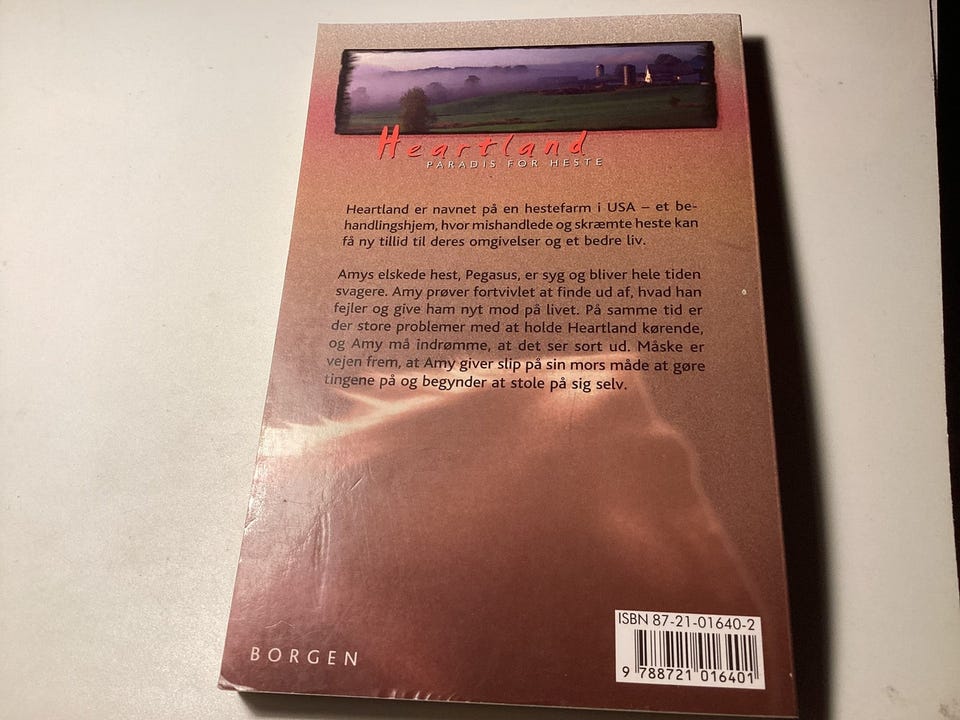 Heartland
PARADIS FOR HESTE
Heartland er navnet på en hestefarm i USA – et be-
handlingshjem, hvor mishandlede og skræmte heste kan
få ny tillid til deres omgivelser og et bedre liv.
Amys elskede hest, Pegasus, er syg og bliver hele tiden
svagere. Amy prøver fortvivlet at finde ud af, hvad han
fejler og give ham nyt mod på livet. På samme tid er
der store problemer med at holde Heartland kørende,
og Amy må indrømme, at det ser sort ud. Måske er
vejen frem, at Amy giver slip på sin mors måde at gøre
tingene på og begynder at stole på sig selv.
BORGEN
ISBN 87-21-01640-2
9 788721 016401